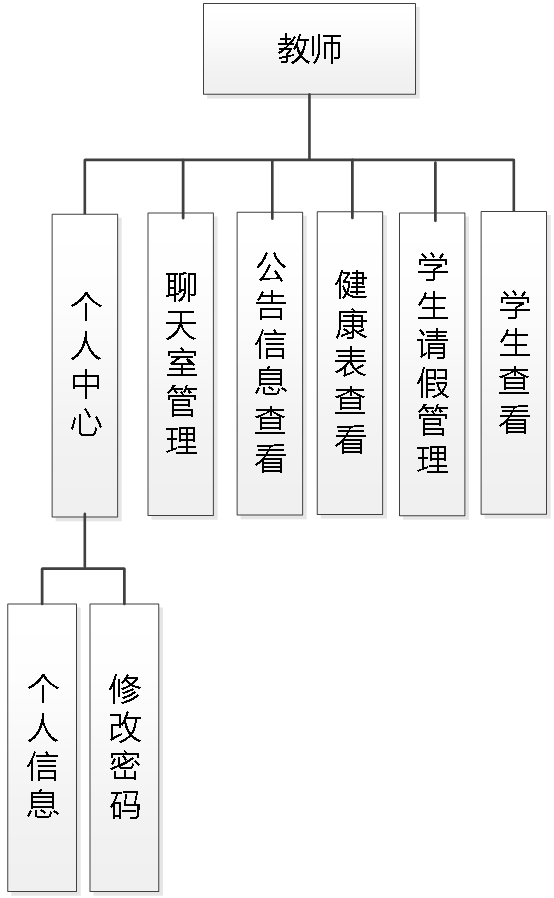 教师
个人中心
聊天室管理
公告信息查看
健康表查看
学生请假管理
学生查看
个人信息
修改密码